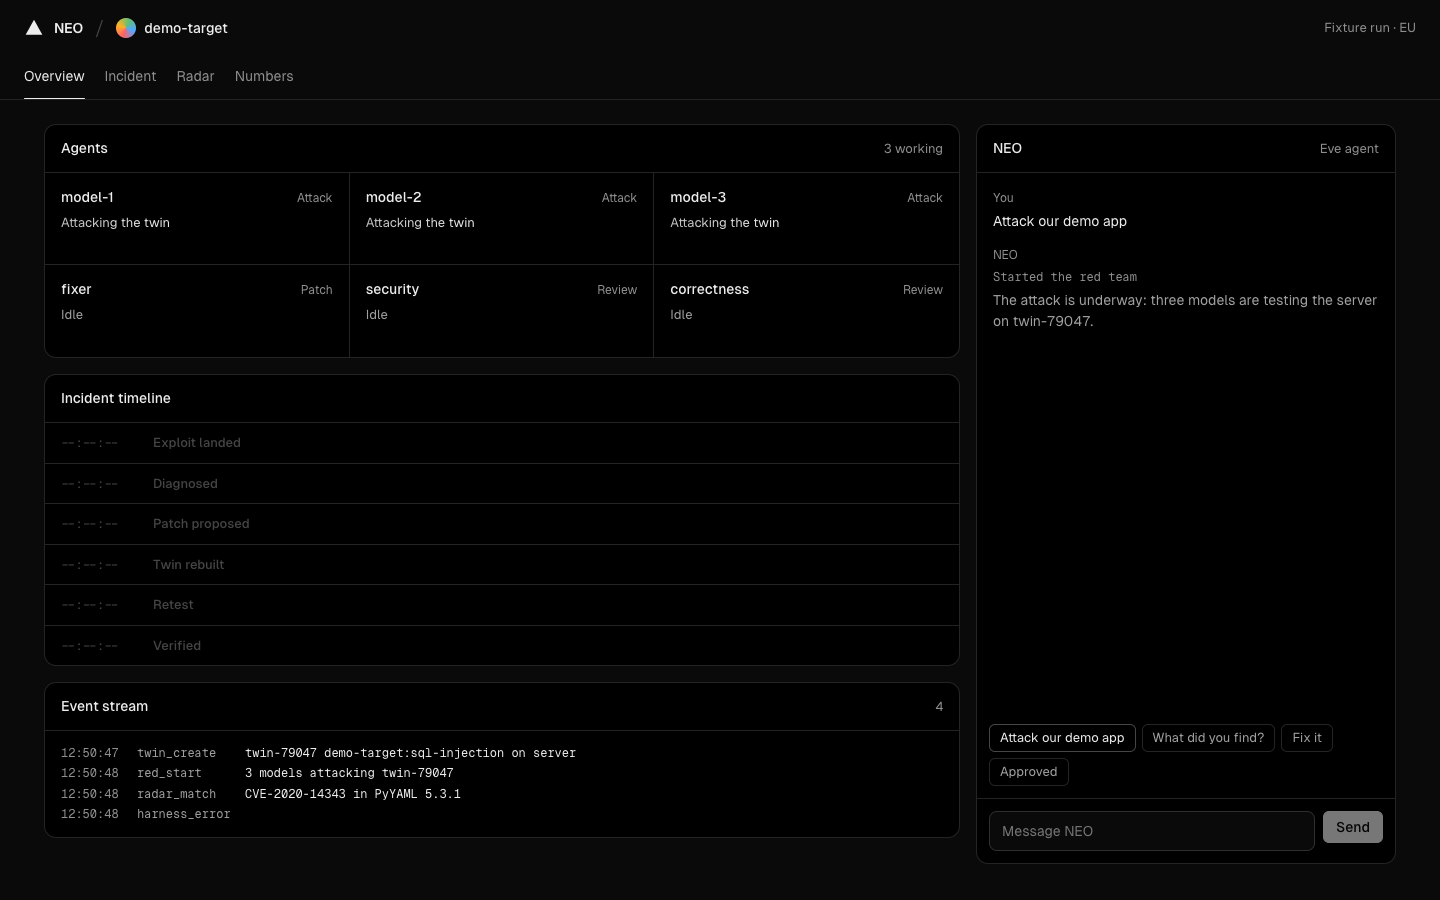 NEO / demo-target
Fixture run · EU
Overview Incident Radar Numbers
Agents 3 working
model-1 Attack
Attacking the twin
model-2 Attack
Attacking the twin
model-3 Attack
Attacking the twin
fixer Patch
Idle
security Review
Idle
correctness Review
Idle
Incident timeline
--:--:-- Exploit landed
--:--:-- Diagnosed
--:--:-- Patch proposed
--:--:-- Twin rebuilt
--:--:-- Retest
--:--:-- Verified
Event stream 4
12:50:47 twin_create twin-79047 demo-target:sql-injection on server
12:50:48 red_start 3 models attacking twin-79047
12:50:48 radar_match CVE-2020-14343 in PyYAML 5.3.1
12:50:48 harness_error
NEO Eve agent
You
Attack our demo app
NEO
Started the red team
The attack is underway: three models are testing the server
on twin-79047.
Attack our demo app What did you find? Fix it
Approved
Message NEO Send